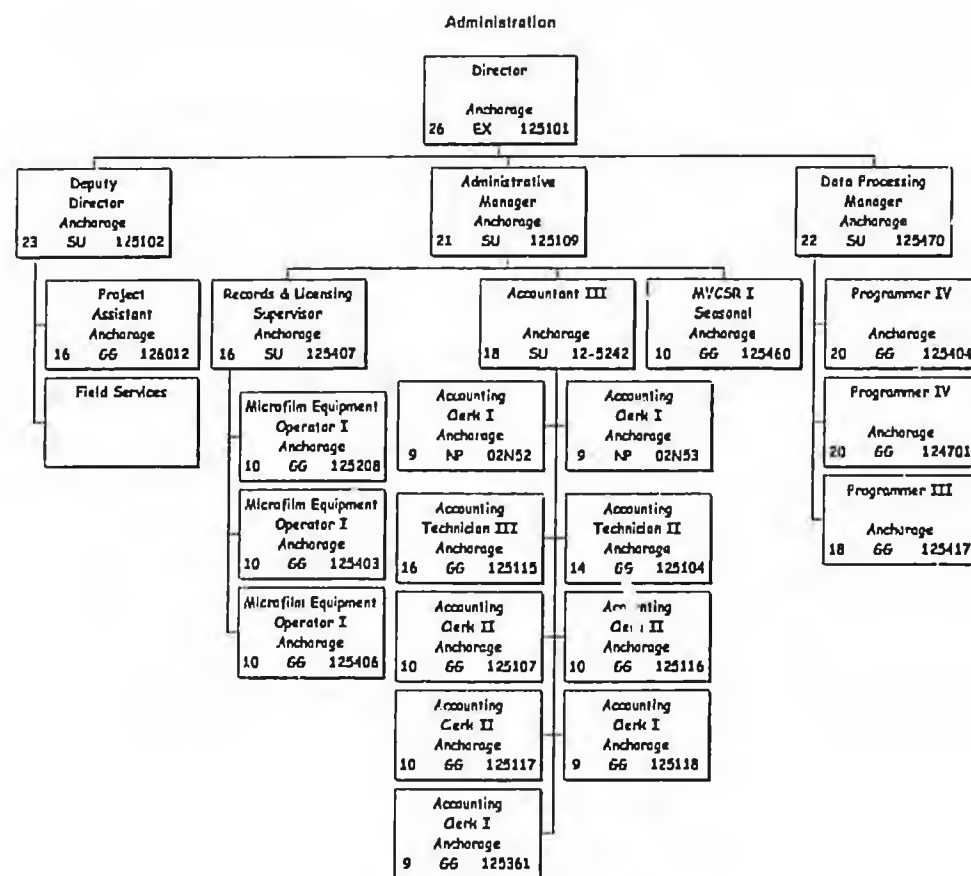 Administration
Director
Anchorage
26 EX 125101
Deputy
Director
Anchorage
23 SU 125102
Administrative
Manager
Anchorage
21 SU 125109
Data Processing
Manager
Anchorage
22 SU 125470
Project
Assistant
Anchorage
16 GG 126012
Field Services
Records & Licensing
Supervisor
Anchorage
16 SU 125407
Microfilm Equipment
Operator I
Anchorage
10 GG 125208
Microfilm Equipment
Operator I
Anchorage
10 GG 125403
Microfilm Equipment
Operator I
Anchorage
10 GG 125406
Accountant III
Anchorage
18 SU 12-5242
Accounting
Clerk I
Anchorage
9 NP 02N52
Accounting
Clerk I
Anchorage
9 NP 02N53
Accounting
Technician III
Anchorage
16 GG 125115
Accounting
Technician II
Anchorage
14 GG 125104
Accounting
Clerk II
Anchorage
10 GG 125107
Accounting
Clerk II
Anchorage
10 GG 125116
Accounting
Clerk II
Anchorage
10 GG 125117
Accounting
Clerk I
Anchorage
9 GG 125118
Accounting
Clerk I
Anchorage
9 GG 125361
MVCSR I
Seasonal
Anchorage
10 GG 125460
Programmer IV
Anchorage
20 GG 125404
Programmer IV
Anchorage
20 GG 124701
Programmer III
Anchorage
18 GG 125417